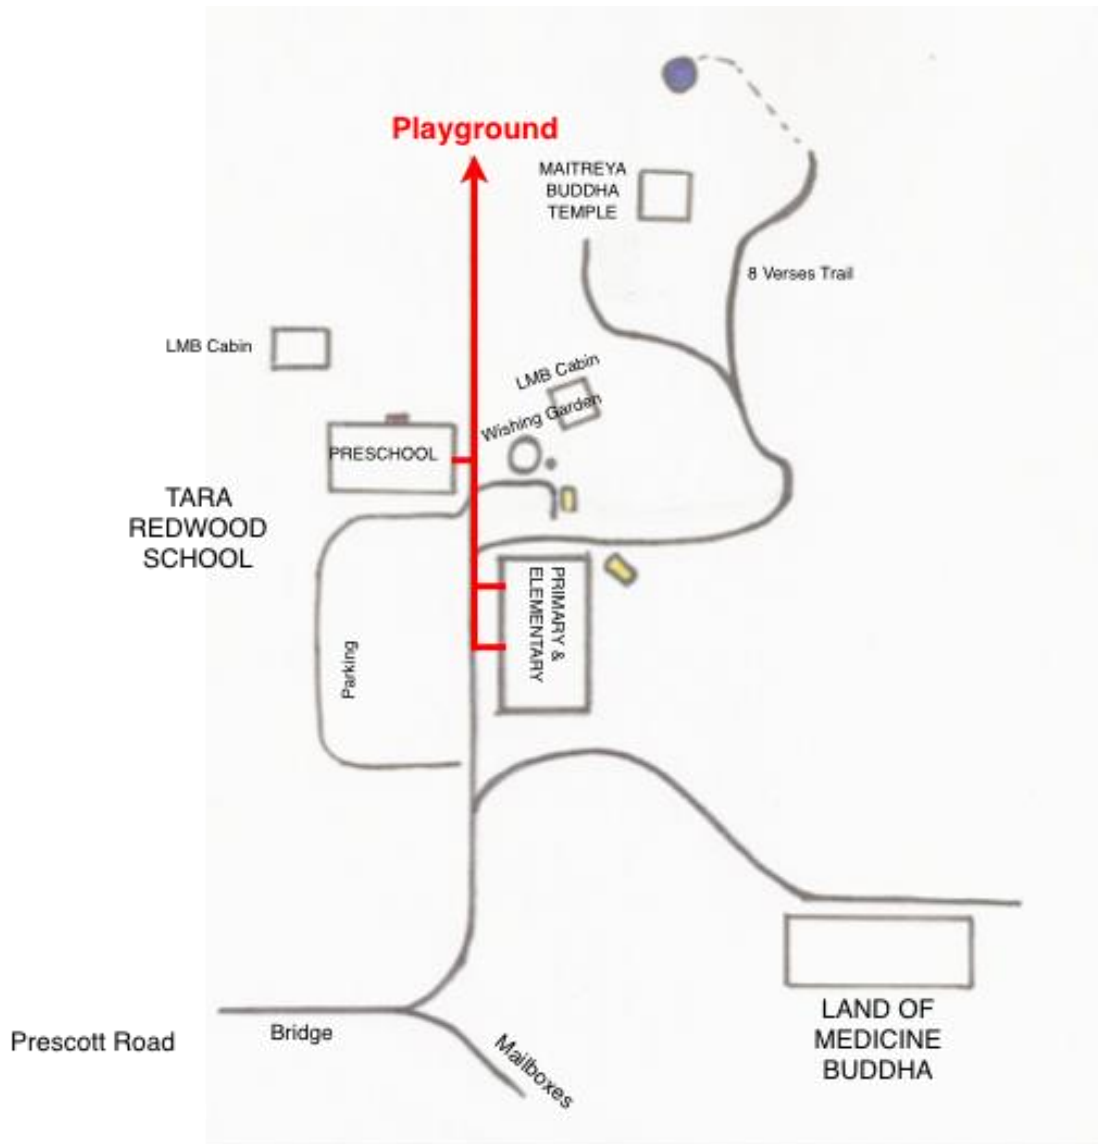 Playground
MAITREYA
BUDDHA
TEMPLE
8 Verses Trail
LMB Cabin
LMB Cabin
Wishing Garden
PRESCHOOL
TARA
REDWOOD
SCHOOL
PRIMARY &
ELEMENTARY
Parking
Prescott Road
Bridge
Mailboxes
LAND OF
MEDICINE
BUDDHA